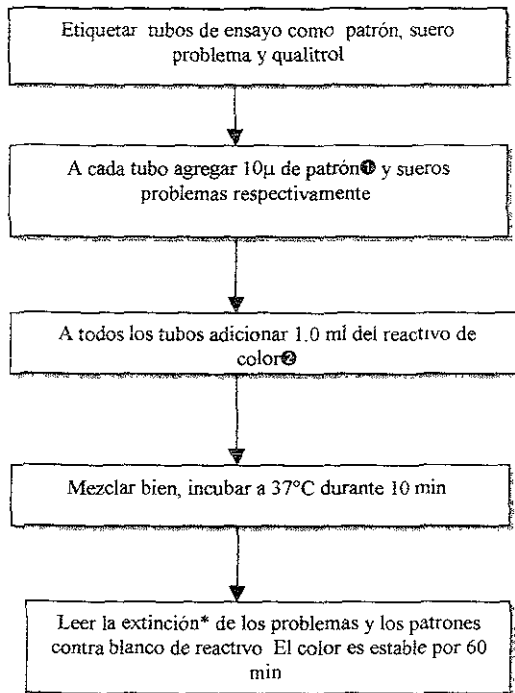 Etiquetar tubos de ensayo como patrón, suero
problema y qualitrol
A cada tubo agregar 10µ de patrón❶ y sueros
problemas respectivamente
A todos los tubos adicionar 1.0 ml del reactivo de
color❷
Mezclar bien, incubar a 37°C durante 10 min
Leer la extinción* de los problemas y los patrones
contra blanco de reactivo El color es estable por 60
min